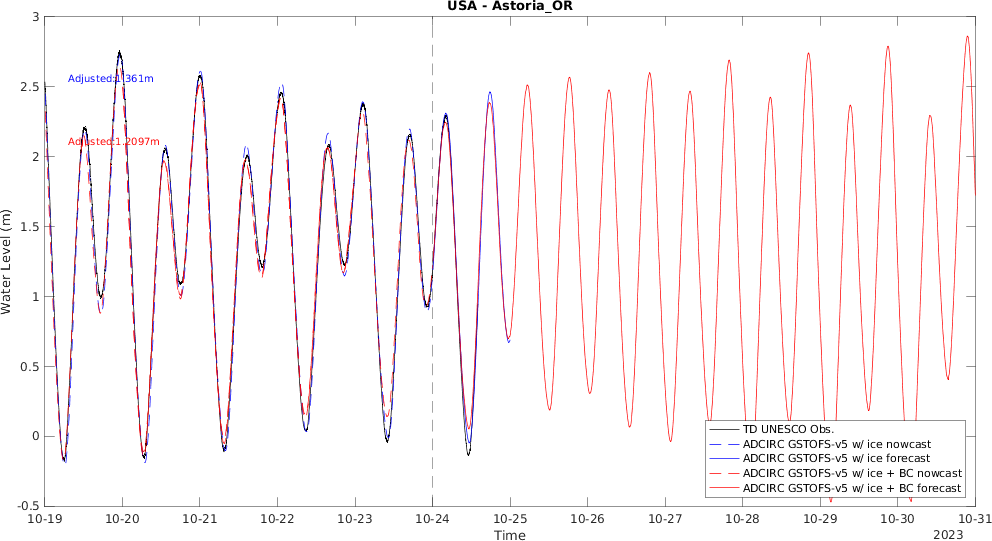 USA - Astoria_OR
Water Level (m)
3
2.5
2
1.5
1
0.5
0
-0.5
Adjusted:1.361m
Adjusted:1.2097m
TD UNESCO Obs.
ADCIRC GSTOFS-v5 w/ ice nowcast
ADCIRC GSTOFS-v5 w/ ice forecast
ADCIRC GSTOFS-v5 w/ ice + BC nowcast
ADCIRC GSTOFS-v5 w/ ice + BC forecast
10-19 10-20 10-21 10-22 10-23 10-24 10-25 10-26 10-27 10-28 10-29 10-30 10-31
Time
2023